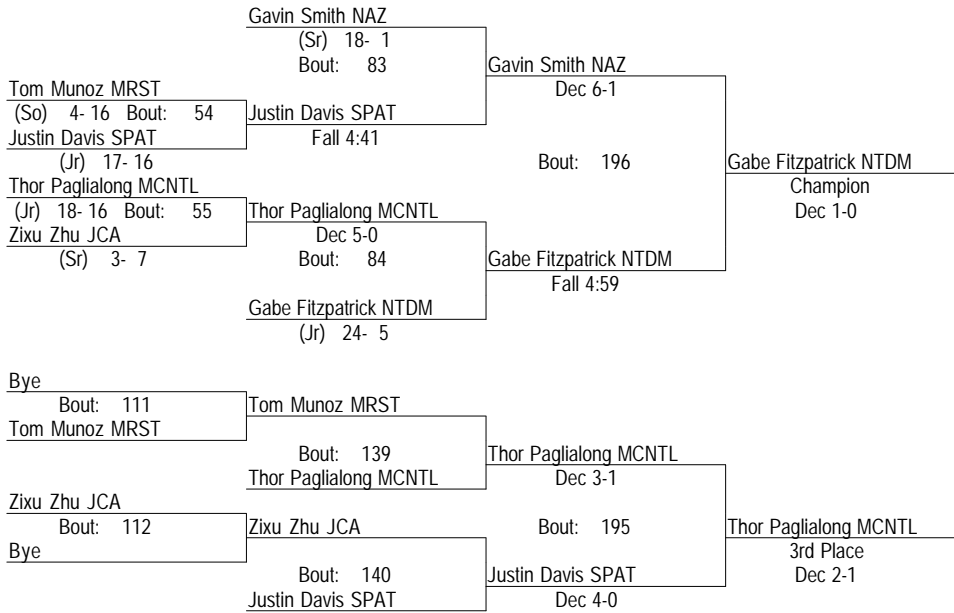 Gavin Smith NAZ
(Sr) 18- 1
Bout: 83
Gavin Smith NAZ
Dec 6-1
Tom Munoz MRST
(So) 4- 16 Bout: 54
Justin Davis SPAT
Justin Davis SPAT
Fall 4:41
(Jr) 17- 16
Bout: 196
Gabe Fitzpatrick NTDM
Champion
Dec 1-0
Thor Paglialong MCNTL
(Jr) 18- 16 Bout: 55
Thor Paglialong MCNTL
Dec 5-0
Zixu Zhu JCA
(Sr) 3- 7
Bout: 84
Gabe Fitzpatrick NTDM
Fall 4:59
Gabe Fitzpatrick NTDM
(Jr) 24- 5
Bye
Bout: 111
Tom Munoz MRST
Tom Munoz MRST
Bout: 139
Thor Paglialong MCNTL
Dec 3-1
Thor Paglialong MCNTL
Zixu Zhu JCA
Bout: 112
Zixu Zhu JCA
Bye
Bout: 195
Thor Paglialong MCNTL
3rd Place
Dec 2-1
Bout: 140
Justin Davis SPAT
Dec 4-0
Justin Davis SPAT